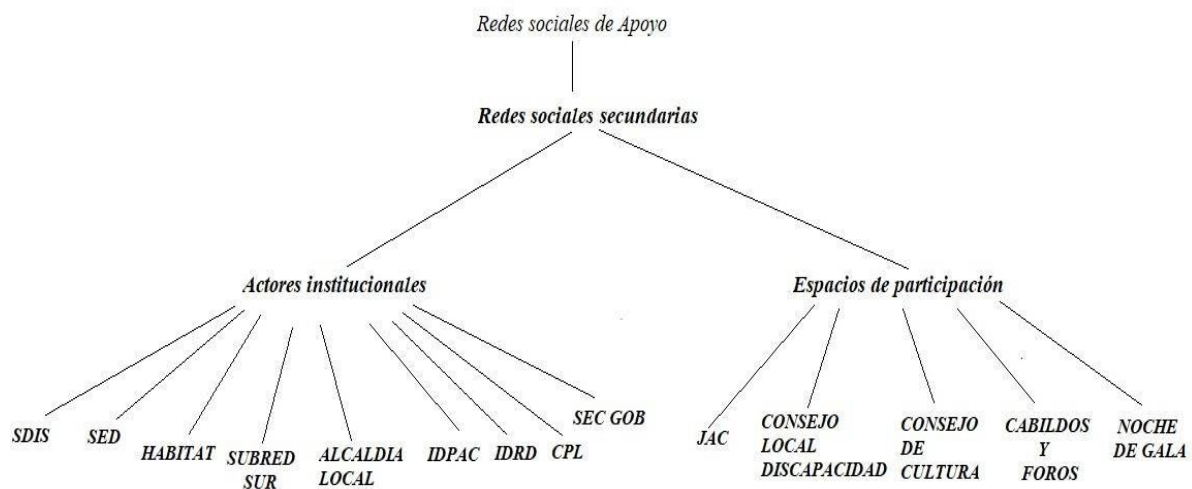 Redes sociales de Apoyo
Redes sociales secundarias
Actores institucionales
Espacios de participación
SDIS
SED
HABITAT
SUBRED
SUR
ALCALDIA
LOCAL
IDPAC
IDRD
CPL
SEC GOB
JAC
CONSEJO
LOCAL
DISCAPACIDAD
CONSEJO
DE
CULTURA
CABILDOS
Y
FOROS
NOCHE
DE GALA